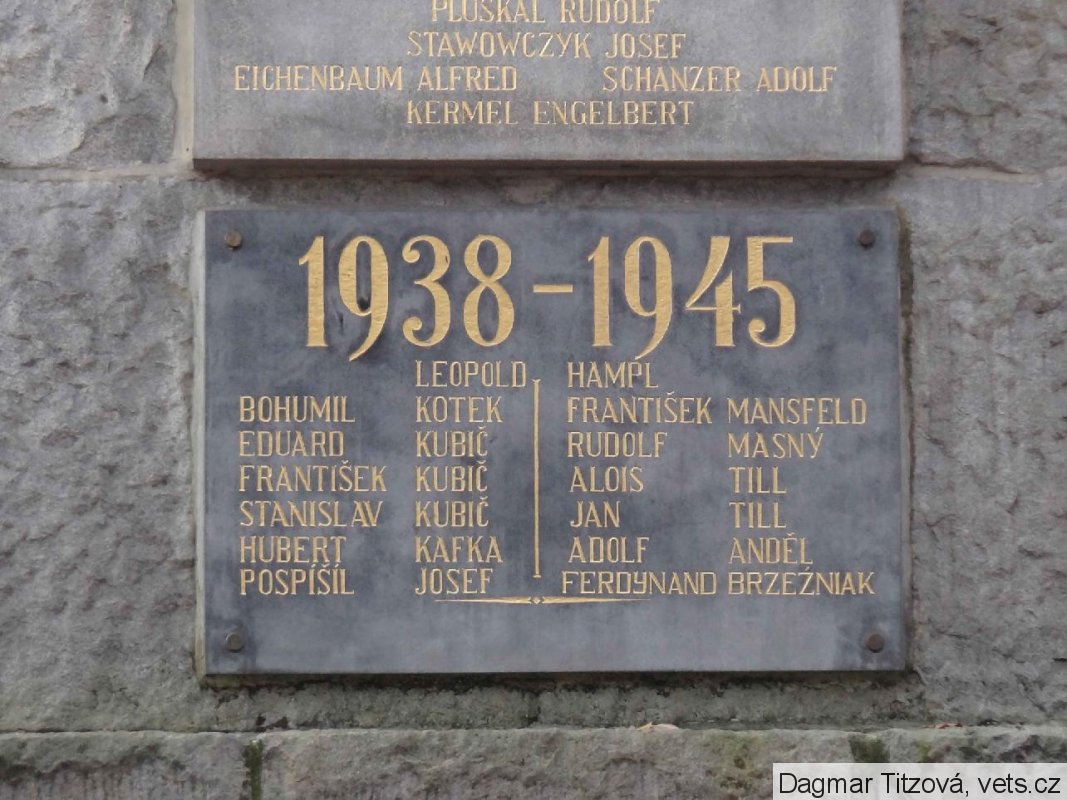 PLUSKAL RUDOLF
STAWOWCZYK JOSEF
EICHENBAUM ALFRED SCHANZER ADOLF
KERMEL ENGELBERT
1938 - 1945
LEOPOLD HAMPL
BOHUMIL KOTEK FRANTIŠEK MANSFELD
EDUARD KUBIČ RUDOLF MASNÝ
FRANTIŠEK KUBIČ ALOIS TILL
STANISLAV KUBIČ JAN TILL
HUBERT KAFKA ADOLF ANDĚL
POSPÍŠÍL JOSEF FERDYNAND BRZEŹNIAK
Dagmar Titzová, vets.cz